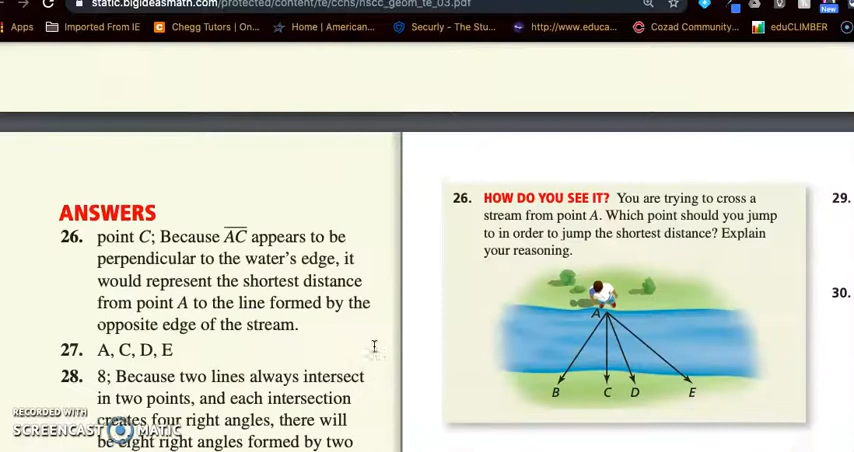 static.bigideasmath.com/protected/content/te/cchs/hscc_geom_te_03.pdf
Apps
Imported From IE
Chegg Tutors | On...
Home | American...
Securly - The Stu...
http://www.educa...
Cozad Community...
eduCLIMBER
New
ANSWERS
26. point C; Because AC appears to be
perpendicular to the water's edge, it
would represent the shortest distance
from point A to the line formed by the
opposite edge of the stream.
27. A, C, D, E
28. 8; Because two lines always intersect
in two points, and each intersection
creates four right angles, there will
be eight right angles formed by two
RECORDED WITH
SCREENCAST MATIC
26. HOW DO YOU SEE IT? You are trying to cross a
stream from point A. Which point should you jump
to in order to jump the shortest distance? Explain
your reasoning.
A
B C D E
29.
30.